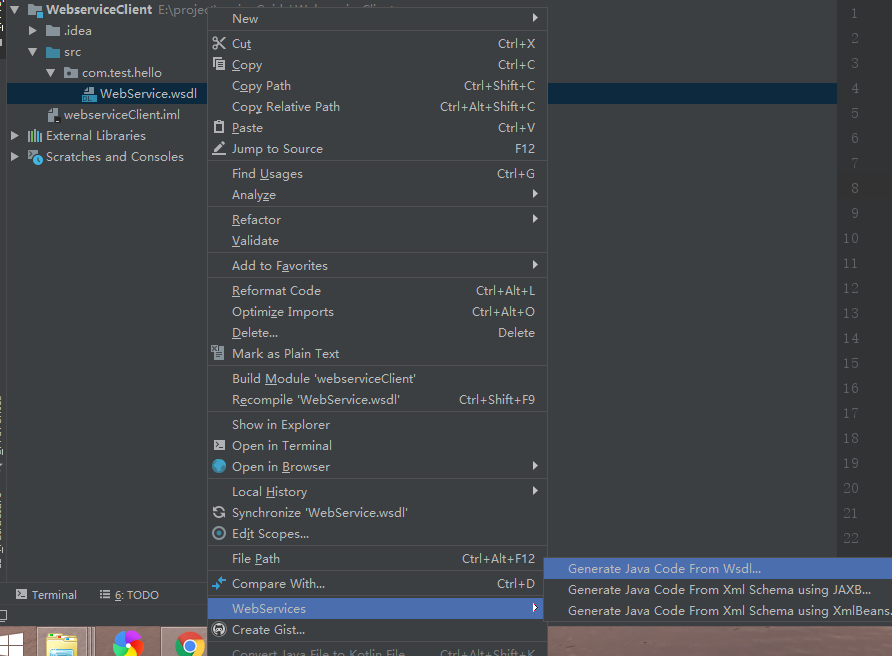 WebserviceClient
.idea
src
com.test.hello
WebService.wsdl
webserviceClient.iml
External Libraries
Scratches and Consoles
New
Cut Ctrl+X
Copy Ctrl+C
Copy Path Ctrl+Shift+C
Copy Relative Path Ctrl+Alt+Shift+C
Paste Ctrl+V
Jump to Source F12
Find Usages Ctrl+G
Analyze
Refactor
Validate
Add to Favorites
Reformat Code Ctrl+Alt+L
Optimize Imports Ctrl+Alt+O
Delete... Delete
Mark as Plain Text
Build Module 'webserviceClient'
Recompile 'WebService.wsdl' Ctrl+Shift+F9
Show in Explorer
Open in Terminal
Open in Browser
Local History
Synchronize 'WebService.wsdl'
Edit Scopes...
File Path Ctrl+Alt+F12
Compare With... Ctrl+D
WebServices
Create Gist...
Convert Java File to Kotlin File Ctrl+Alt+Shift+K
Generate Java Code From Wsdl...
Generate Java Code From Xml Schema using JAXB...
Generate Java Code From Xml Schema using XmlBeans.
1
2
3
4
5
6
7
8
9
10
11
12
13
14
15
16
17
18
19
20
21
22
Terminal
6: TODO